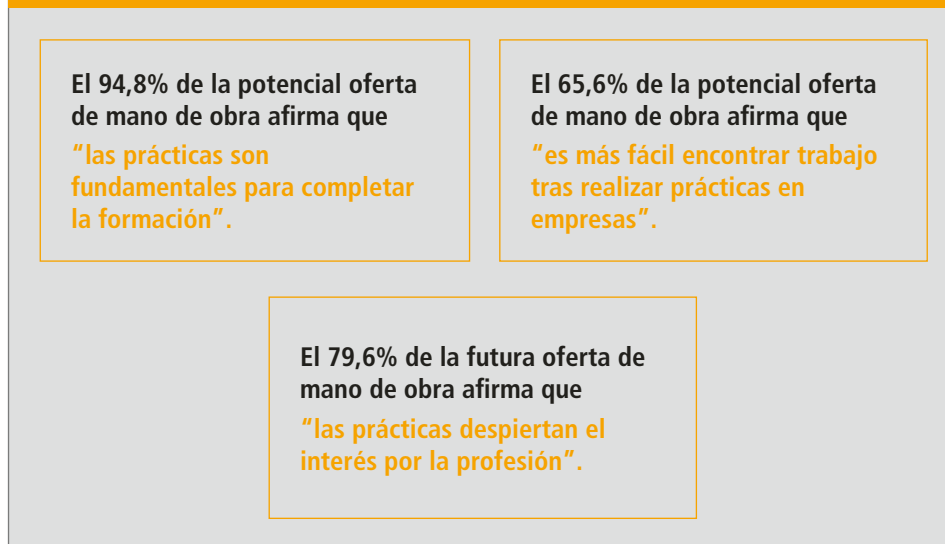 El 94,8% de la potencial oferta
de mano de obra afirma que
“las prácticas son
fundamentales para completar
la formación”.
El 65,6% de la potencial oferta
de mano de obra afirma que
“es más fácil encontrar trabajo
tras realizar prácticas en
empresas”.
El 79,6% de la futura oferta de
mano de obra afirma que
“las prácticas despiertan el
interés por la profesión”.